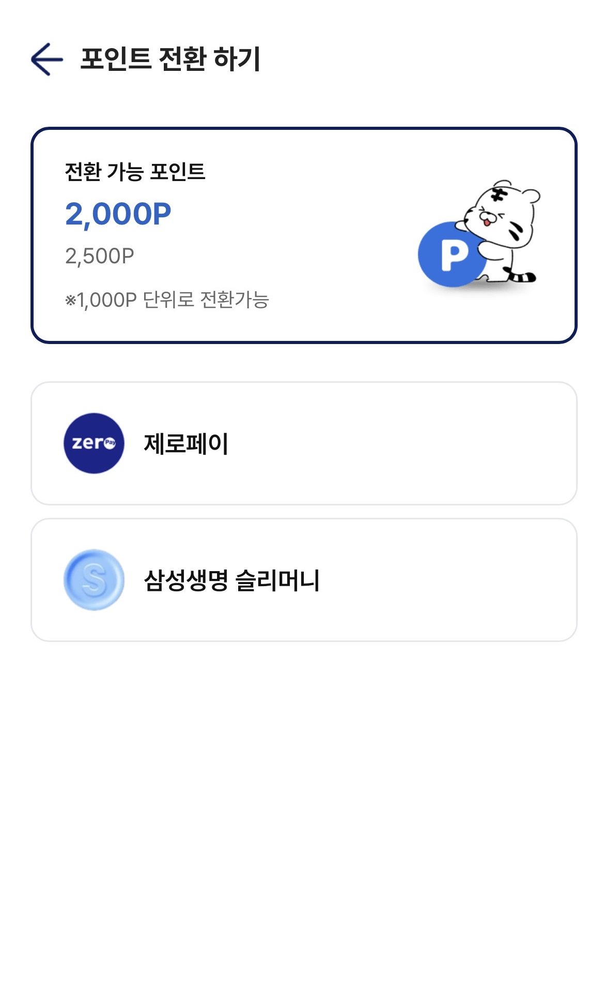 포인트 전환 하기
전환 가능 포인트
2,000P
2,500P
※1,000P 단위로 전환가능
P
zero Pay
제로페이
S
삼성생명 슬리머니